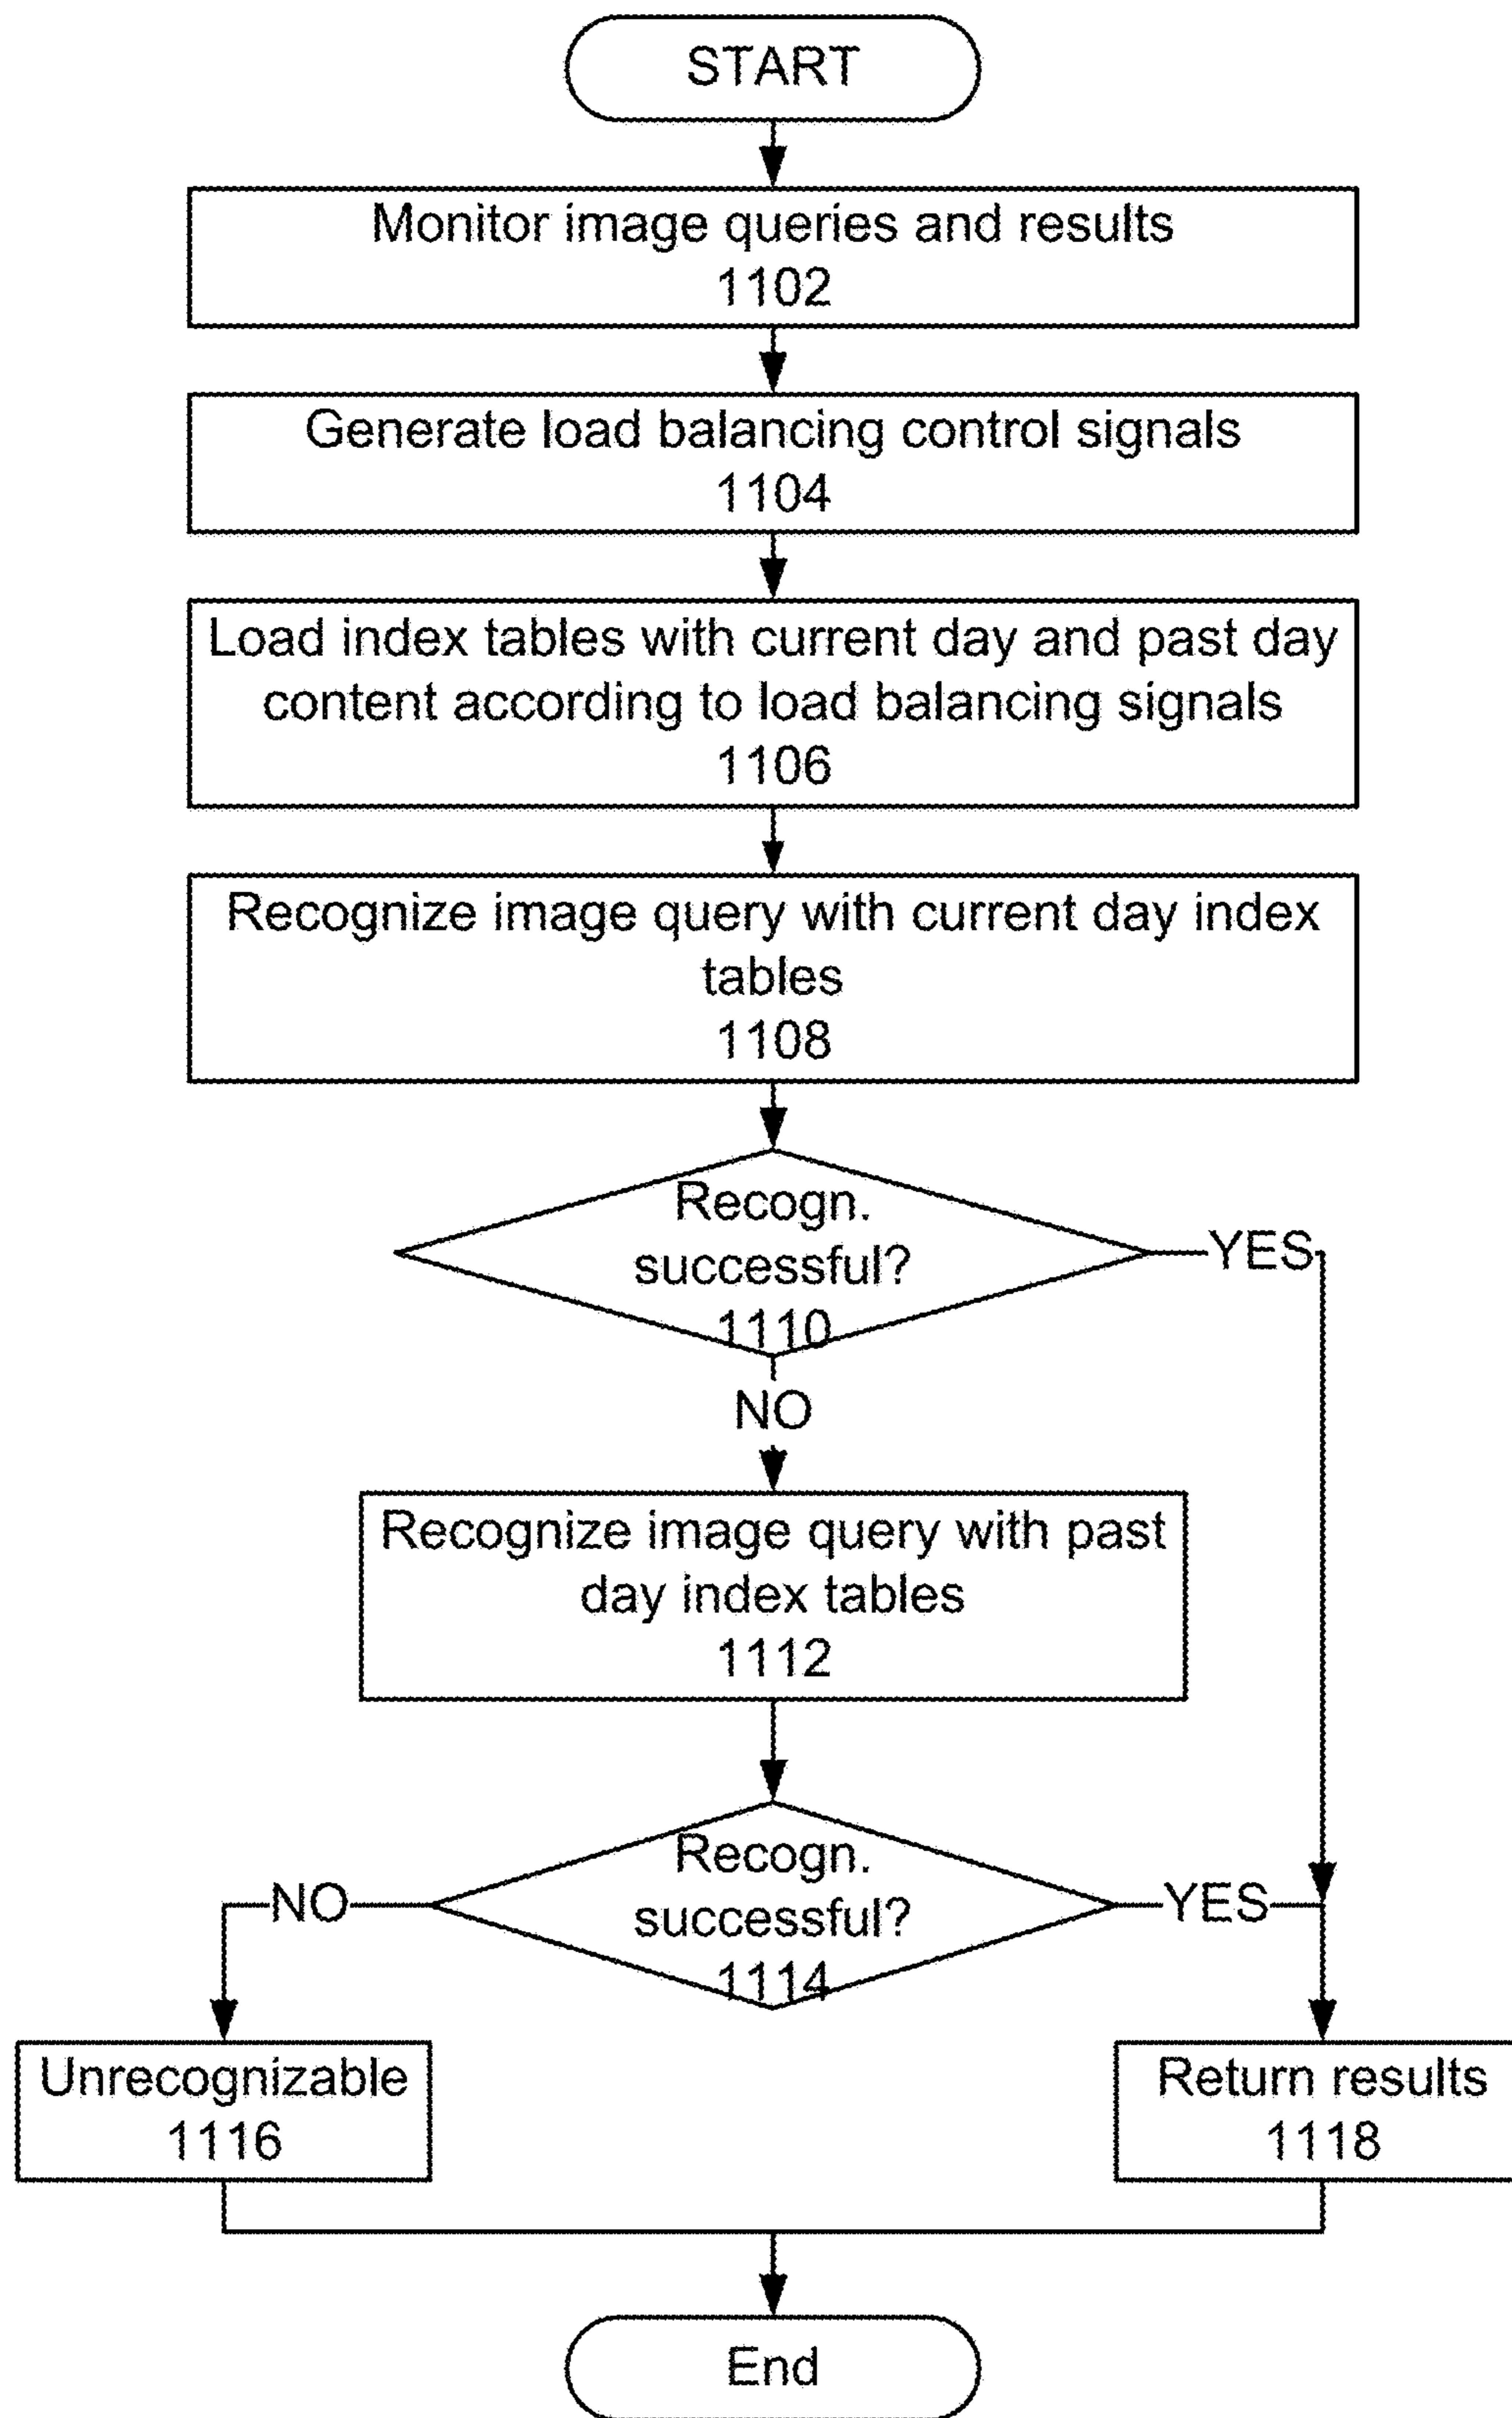 START
Monitor image queries and results
1102
Generate load balancing control signals
1104
Load index tables with current day and past day
content according to load balancing signals
1106
Recognize image query with current day index
tables
1108
Recogn.
successful?
1110
YES
NO
Recognize image query with past
day index tables
1112
Recogn.
successful?
1114
NO
YES
Unrecognizable
1116
Return results
1118
End